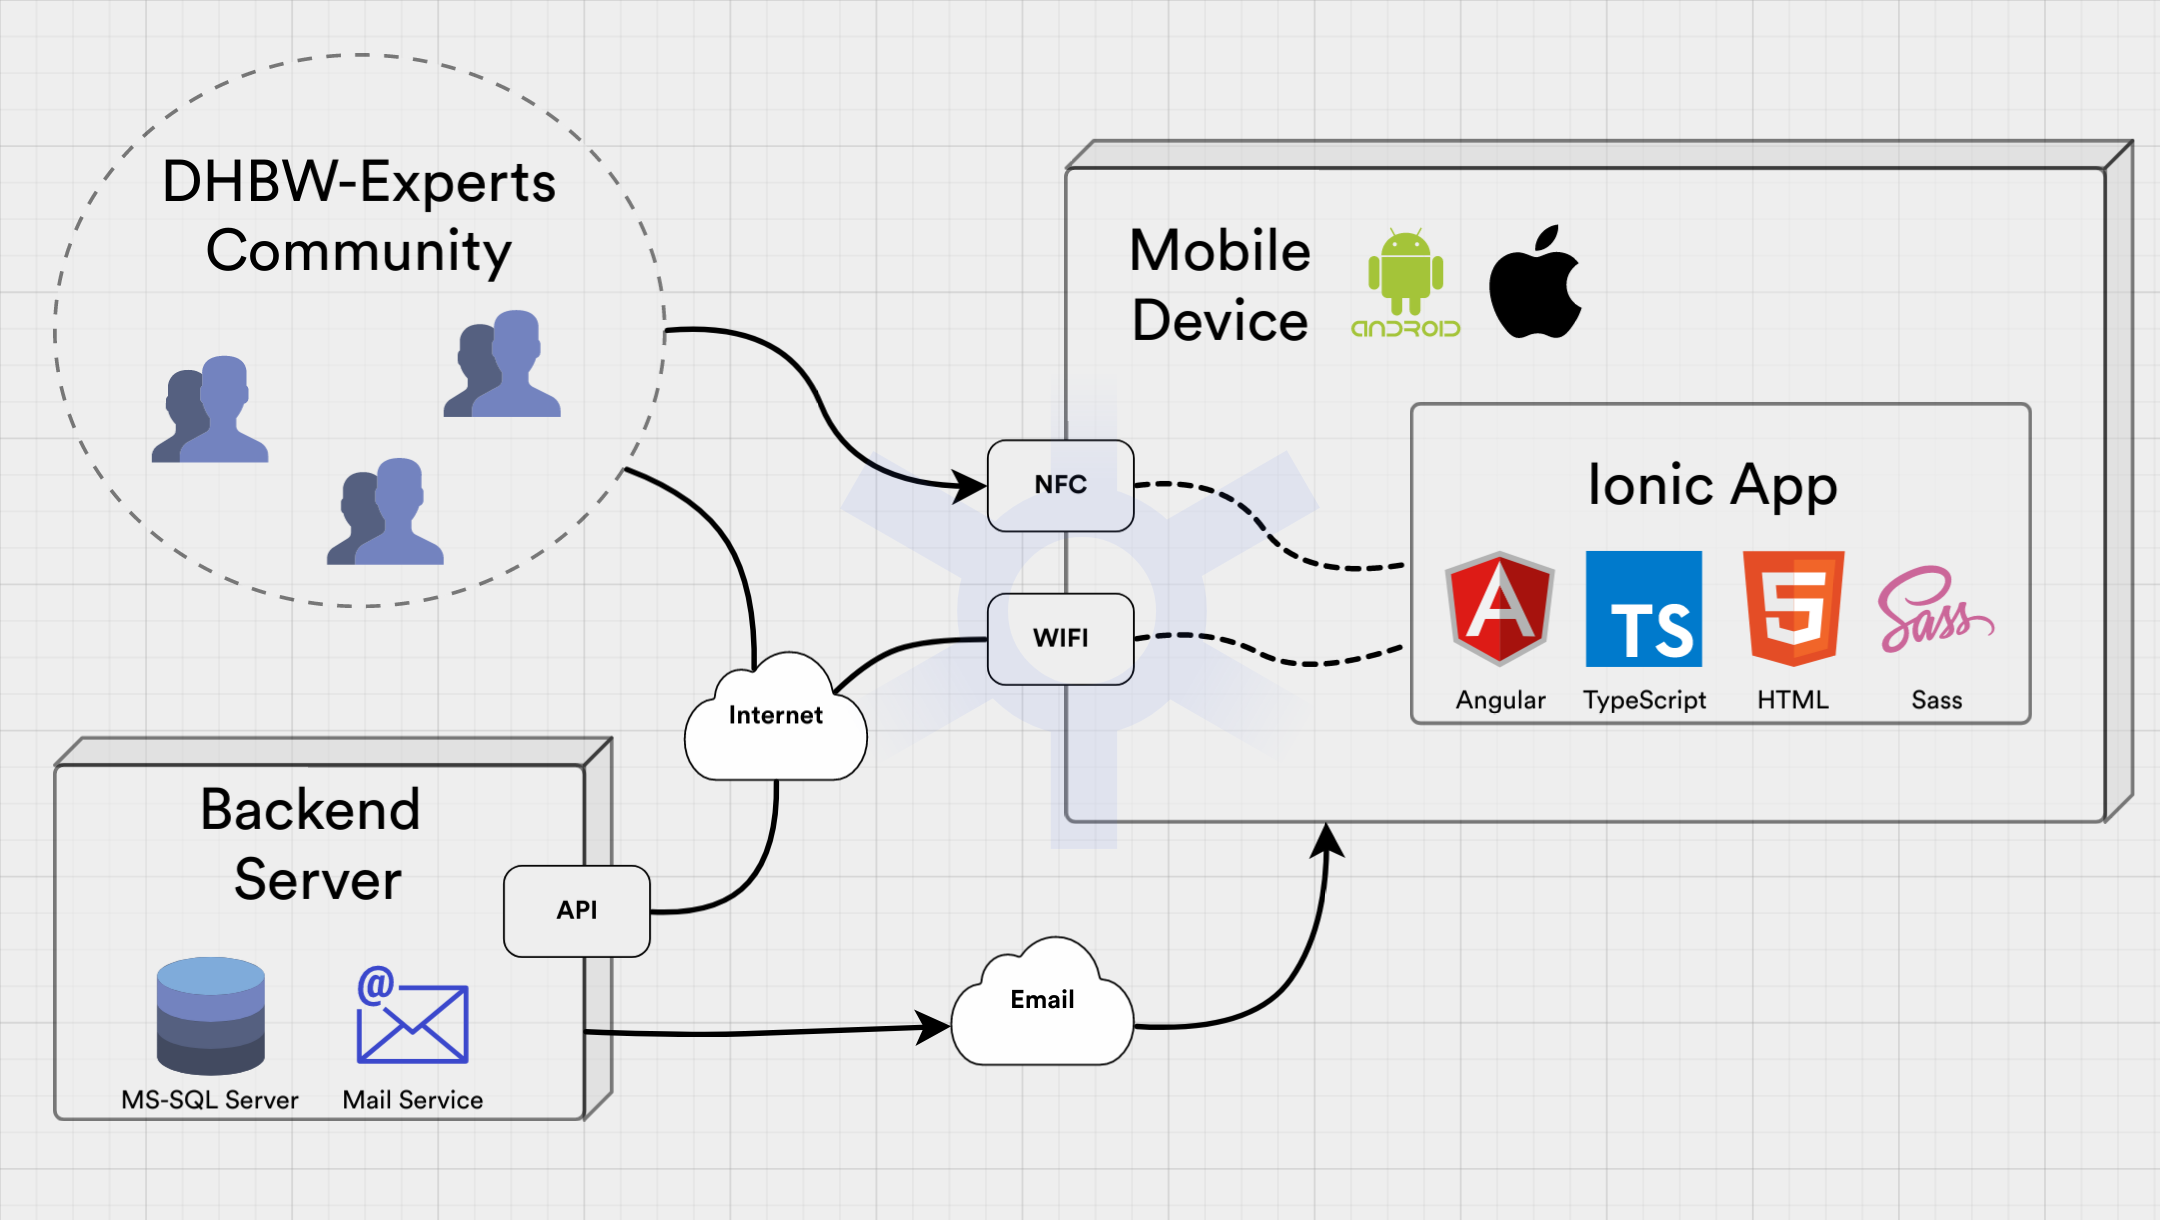 DHBW-Experts
Community
Mobile
Device
ANDROID
NFC
Ionic App
TS
5
Sass
WIFI
Angular
TypeScript
HTML
Sass
Internet
Backend
Server
API
@
Email
MS-SQL Server
Mail Service